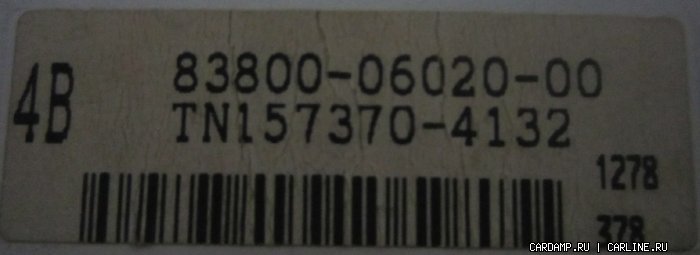 4B
83800-06020-00
TN157370-4132
1278
378
CARDAMP.RU | CARLINE.RU